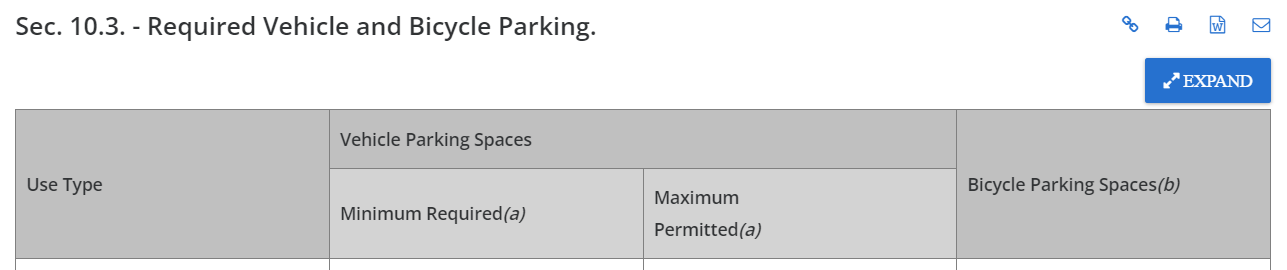 Sec. 10.3. - Required Vehicle and Bicycle Parking.
EXPAND
Use Type
Vehicle Parking Spaces
Minimum Required(a)
Maximum
Permitted(a)
Bicycle Parking Spaces(b)